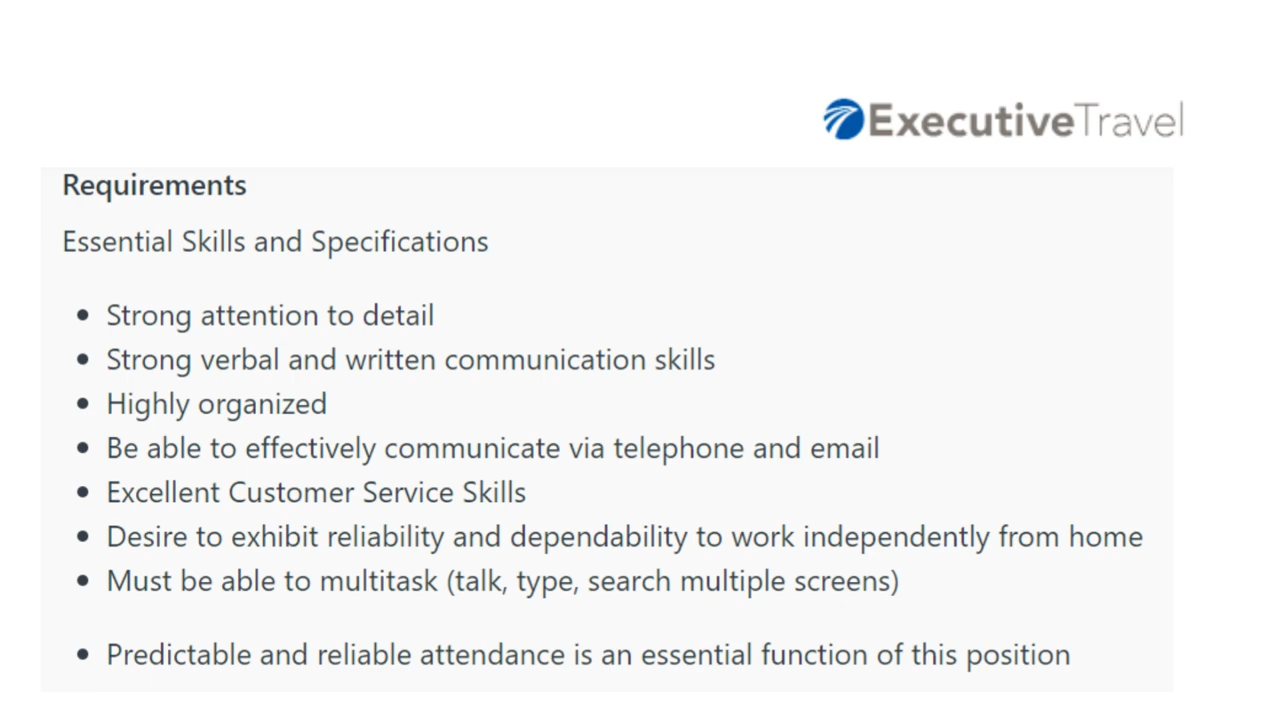 ExecutiveTravel
Requirements
Essential Skills and Specifications
Strong attention to detail
Strong verbal and written communication skills
Highly organized
Be able to effectively communicate via telephone and email
Excellent Customer Service Skills
Desire to exhibit reliability and dependability to work independently from home
Must be able to multitask (talk, type, search multiple screens)
Predictable and reliable attendance is an essential function of this position